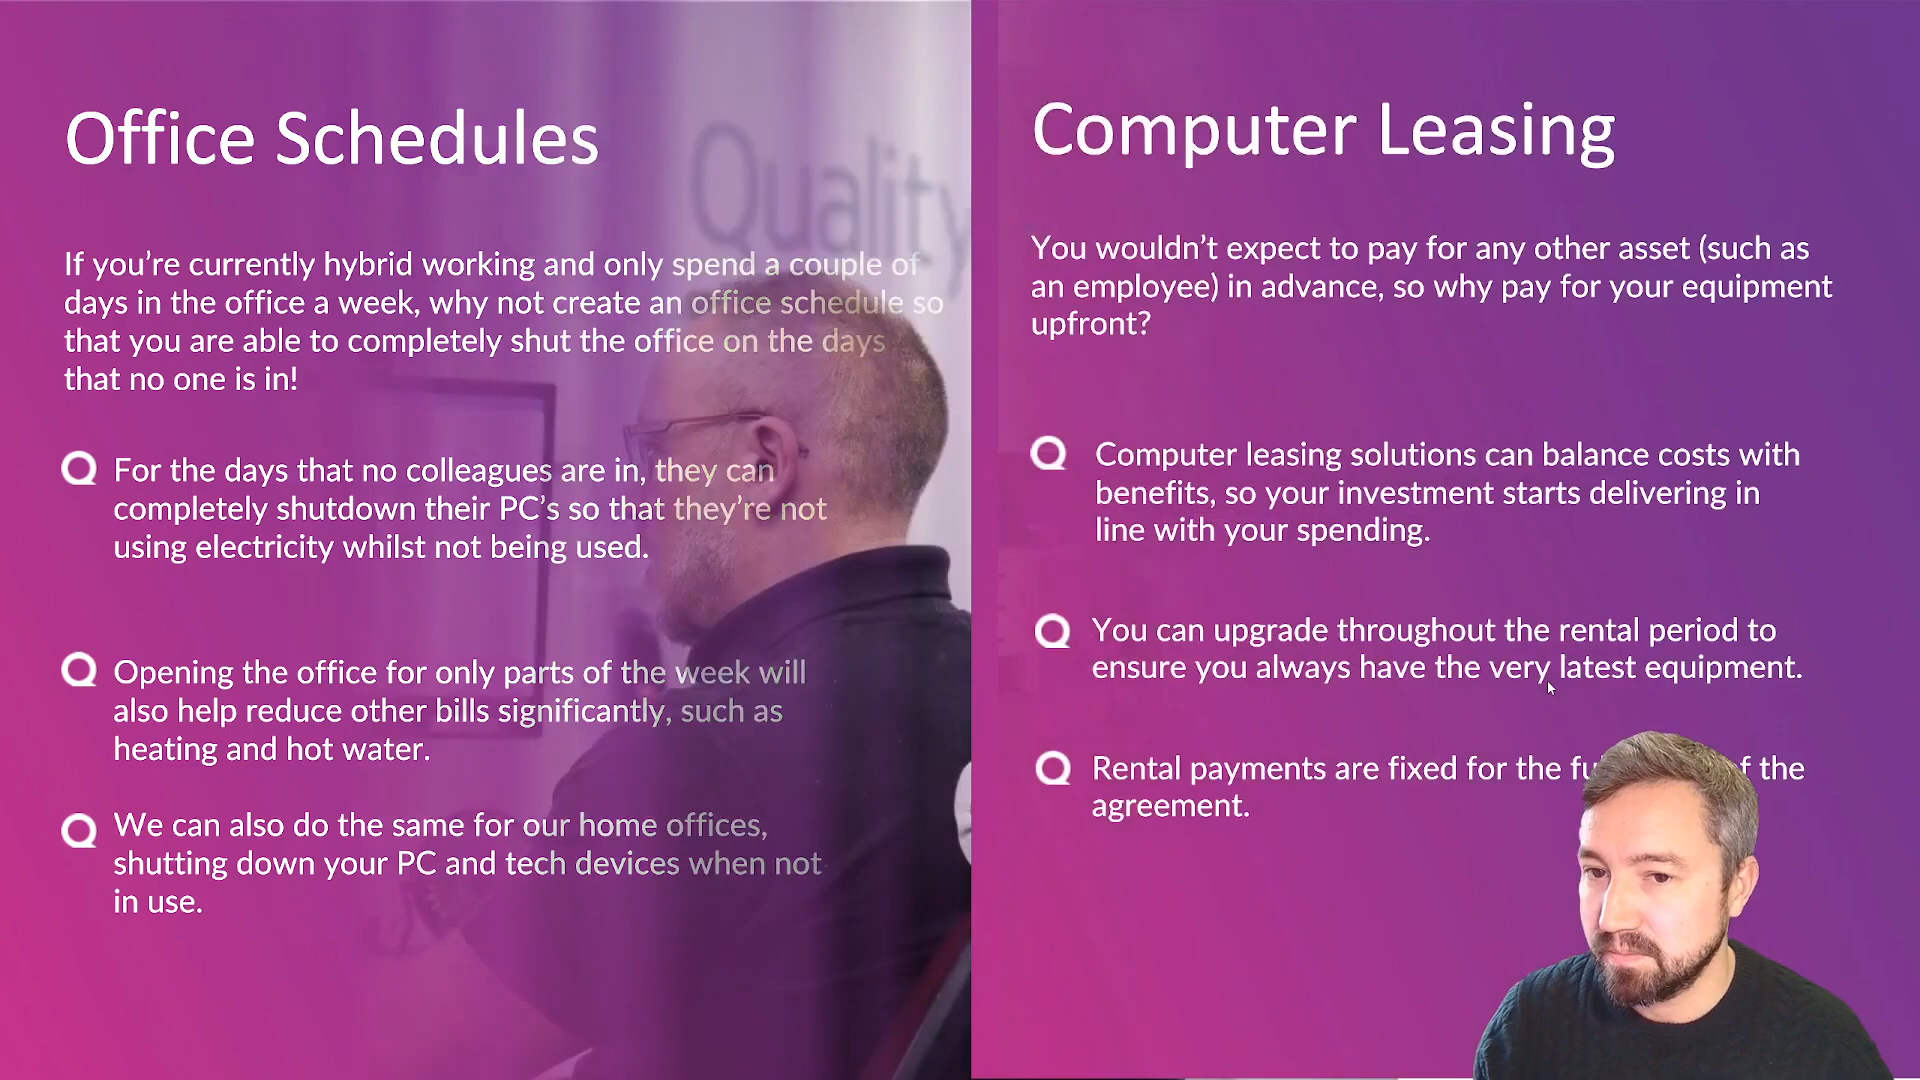 Office Schedules
Quality
If you’re currently hybrid working and only spend a couple of
days in the office a week, why not create an office schedule so
that you are able to completely shut the office on the days
that no one is in!
For the days that no colleagues are in, they can
completely shutdown their PC’s so that they’re not
using electricity whilst not being used.
Opening the office for only parts of the week will
also help reduce other bills significantly, such as
heating and hot water.
We can also do the same for our home offices,
shutting down your PC and tech devices when not
in use.
Computer Leasing
You wouldn’t expect to pay for any other asset (such as
an employee) in advance, so why pay for your equipment
upfront?
Computer leasing solutions can balance costs with
benefits, so your investment starts delivering in
line with your spending.
You can upgrade throughout the rental period to
ensure you always have the very latest equipment.
Rental payments are fixed for the the
agreement.